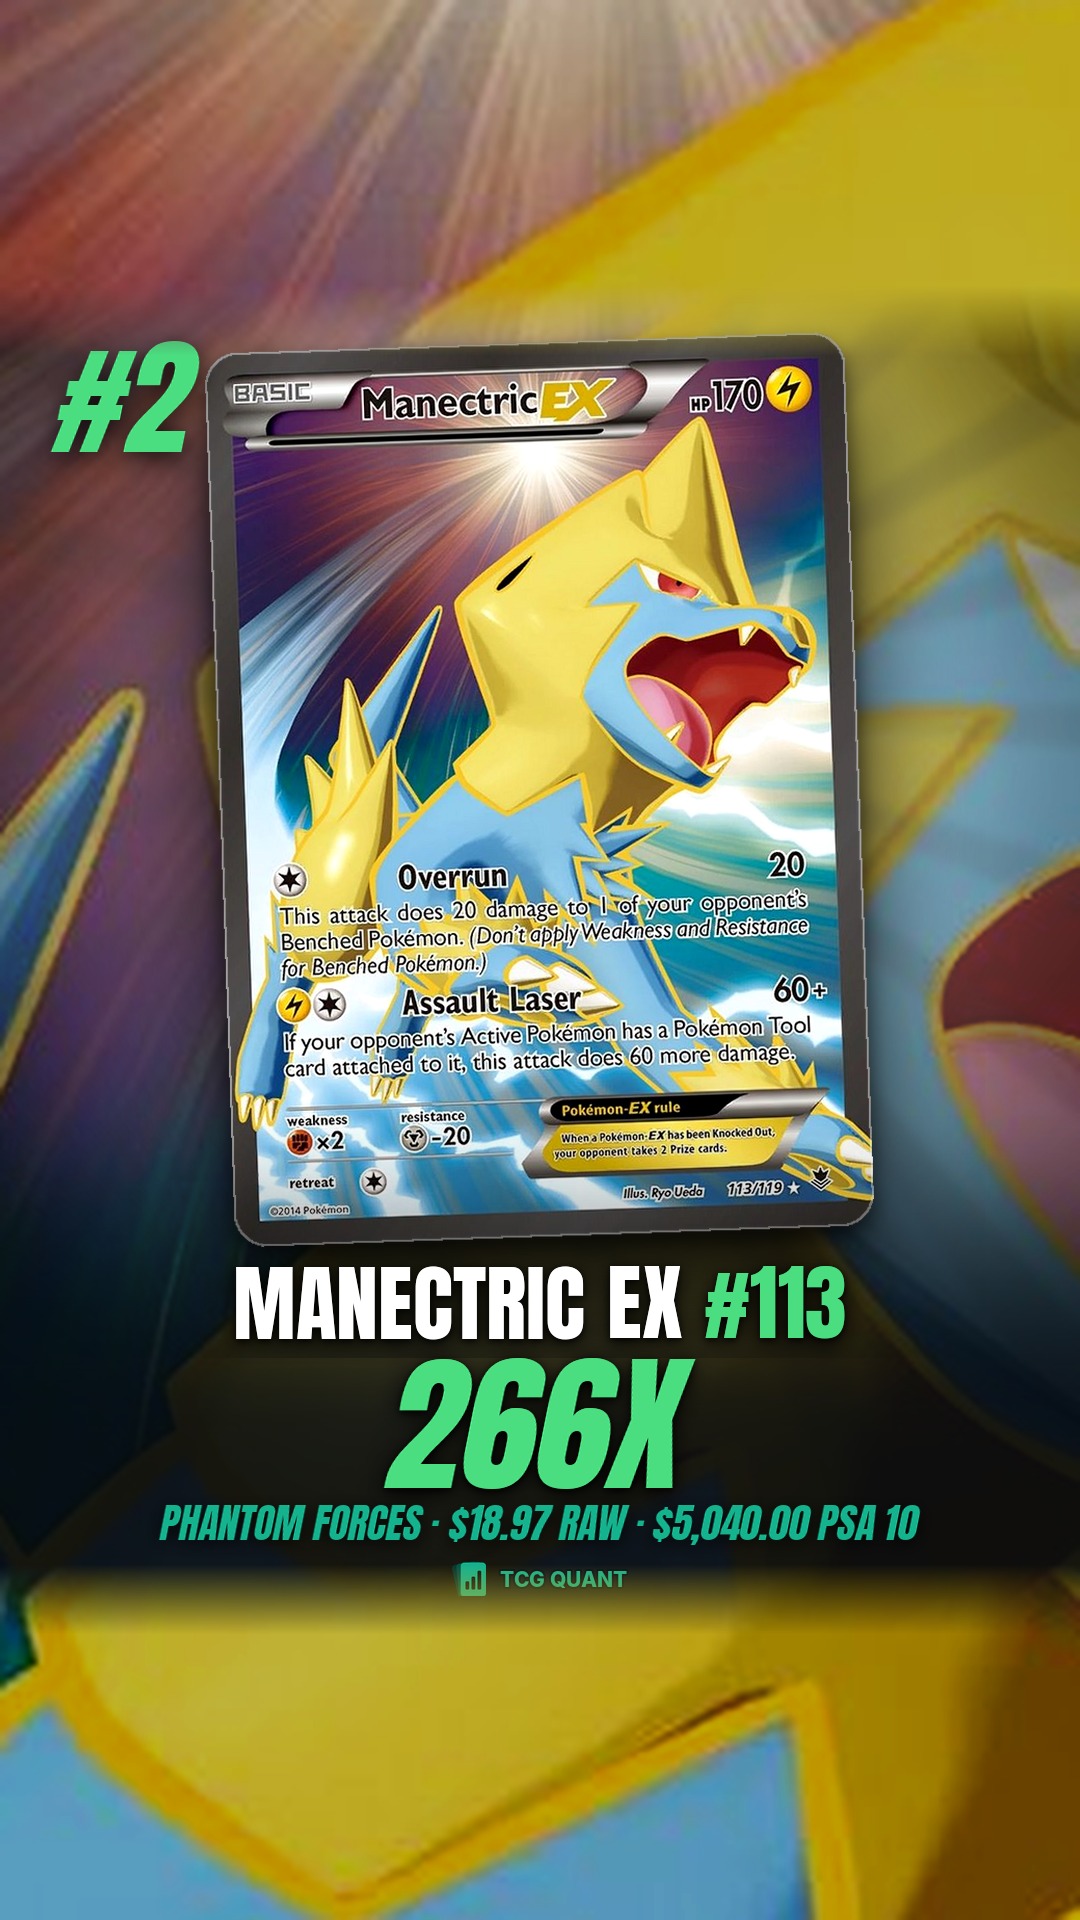 #2
BASIC
Manectric EX
HP 170
Overrun 20
This attack does 20 damage to 1 of your opponent's
Benched Pokémon. (Don't apply Weakness and Resistance
for Benched Pokémon.)
Assault Laser 60+
If your opponent's Active Pokémon has a Pokémon Tool
card attached to it, this attack does 60 more damage.
weakness
×2
resistance
-20
retreat
Pokémon-EX rule
When a Pokémon-EX has been Knocked Out,
your opponent takes 2 Prize cards.
Illus. Ryo Ueda 113/119 ★
©2014 Pokémon
MANECTRIC EX #113
266X
PHANTOM FORCES · $18.97 RAW · $5,040.00 PSA 10
TCG QUANT